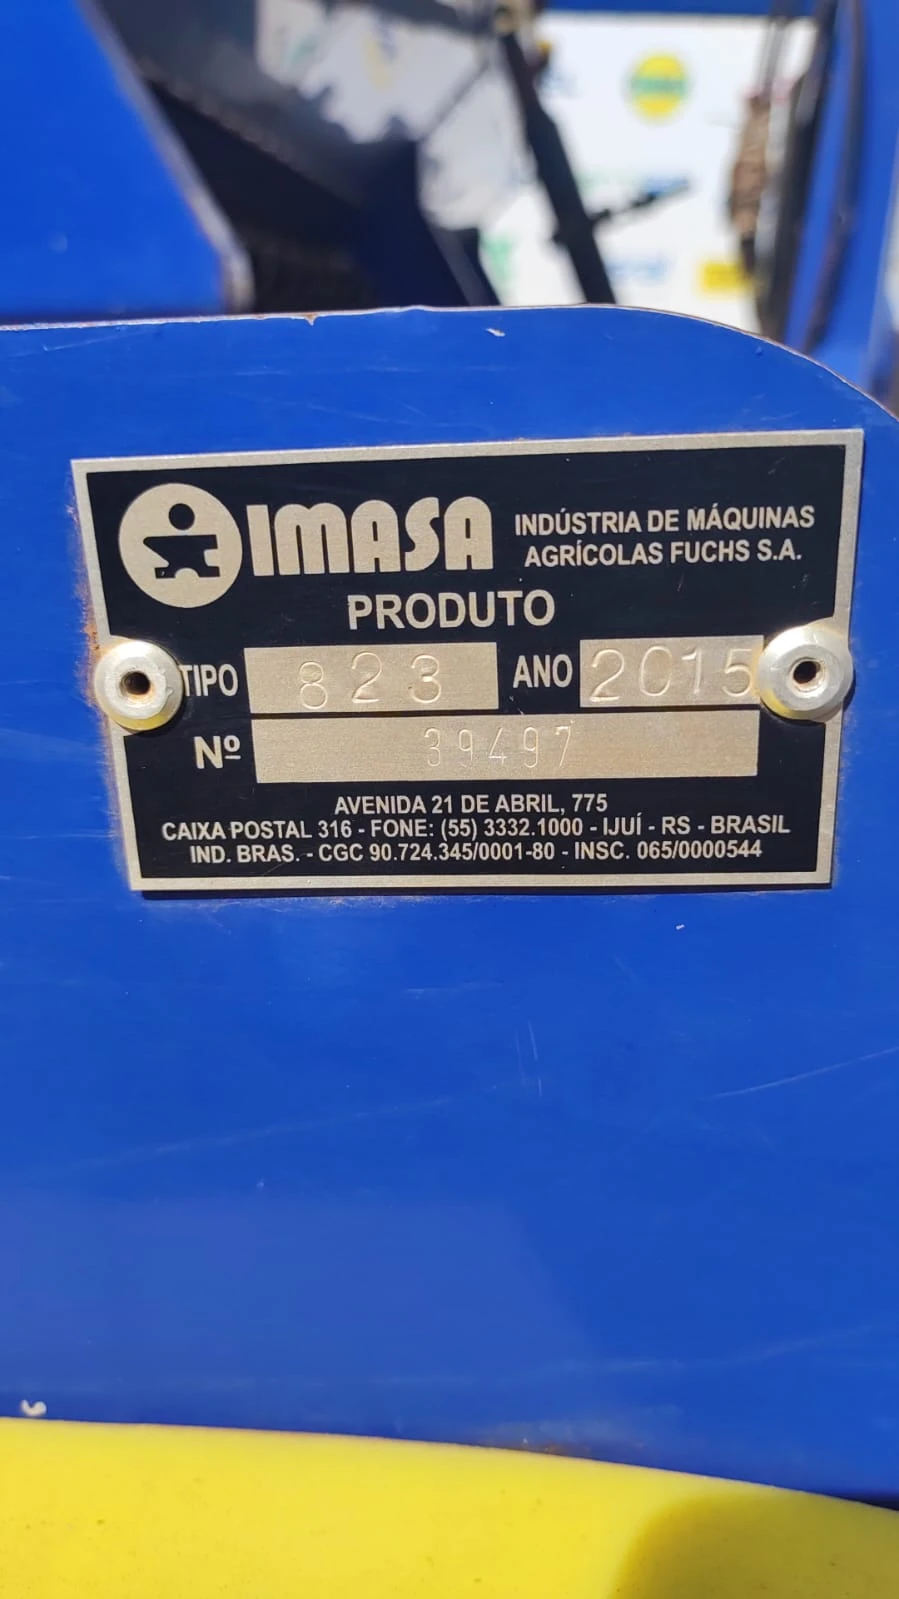 IMASA
INDÚSTRIA DE MÁQUINAS
AGRÍCOLAS FUCHS S.A.
PRODUTO
TIPO 823 ANO 2015
Nº 39497
AVENIDA 21 DE ABRIL, 775
CAIXA POSTAL 316 - FONE: (55) 3332.1000 - IJUÍ - RS - BRASIL
IND. BRAS. - CGC 90.724.345/0001-80 - INSC. 065/0000544